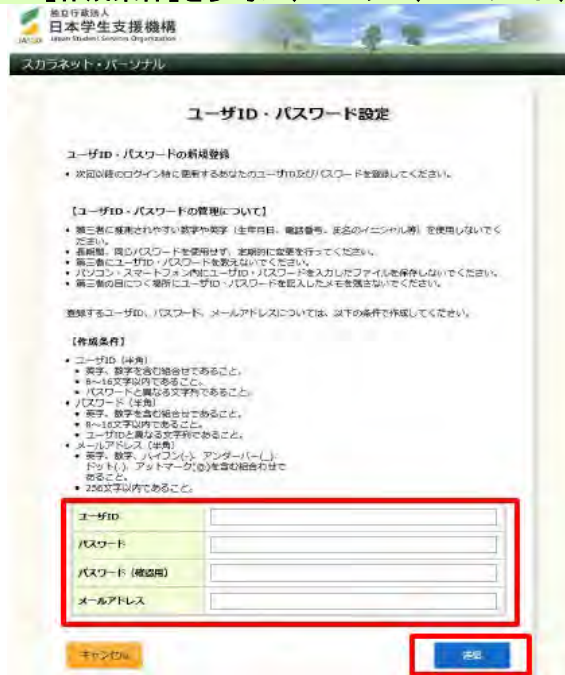 独立行政法人
日本学生支援機構
JASSO Japan Student Services Organization
スカラネット・パーソナル
ユーザID・パスワード設定
ユーザID・パスワードの新規登録
• 次回以降のログイン時に使用するあなたのユーザID及びパスワードを登録してください。
【ユーザID・パスワードの管理について】
• 第三者に推測されやすい数字や英字（生年月日、電話番号、氏名のイニシャル等）を使用しないでく
ださい。
• 長期間、同じパスワードを使用せず、定期的に変更を行ってください。
• 第三者にユーザID・パスワードを教えないでください。
• パソコン・スマートフォン内にユーザID・パスワードを入力したファイルを保存しないでください。
• 第三者の目につく場所にユーザID・パスワードを記入したメモを残さないでください。
登録するユーザID、パスワード、メールアドレスについては、以下の条件で作成してください。
【作成条件】
• ユーザID（半角）
• 英字、数字を含む組合せであること。
• 8～16文字以内であること。
• パスワードと異なる文字列であること。
• パスワード（半角）
• 英字、数字を含む組合せであること。
• 8～16文字以内であること。
• ユーザIDと異なる文字列であること。
• メールアドレス（半角）
• 英字、数字、ハイフン(-)、アンダーバー(_)、
ドット(.)、アットマーク(@)を含む組合わせで
あること。
• 256文字以内であること。
ユーザID
パスワード
パスワード（確認用）
メールアドレス
キャンセル
送信